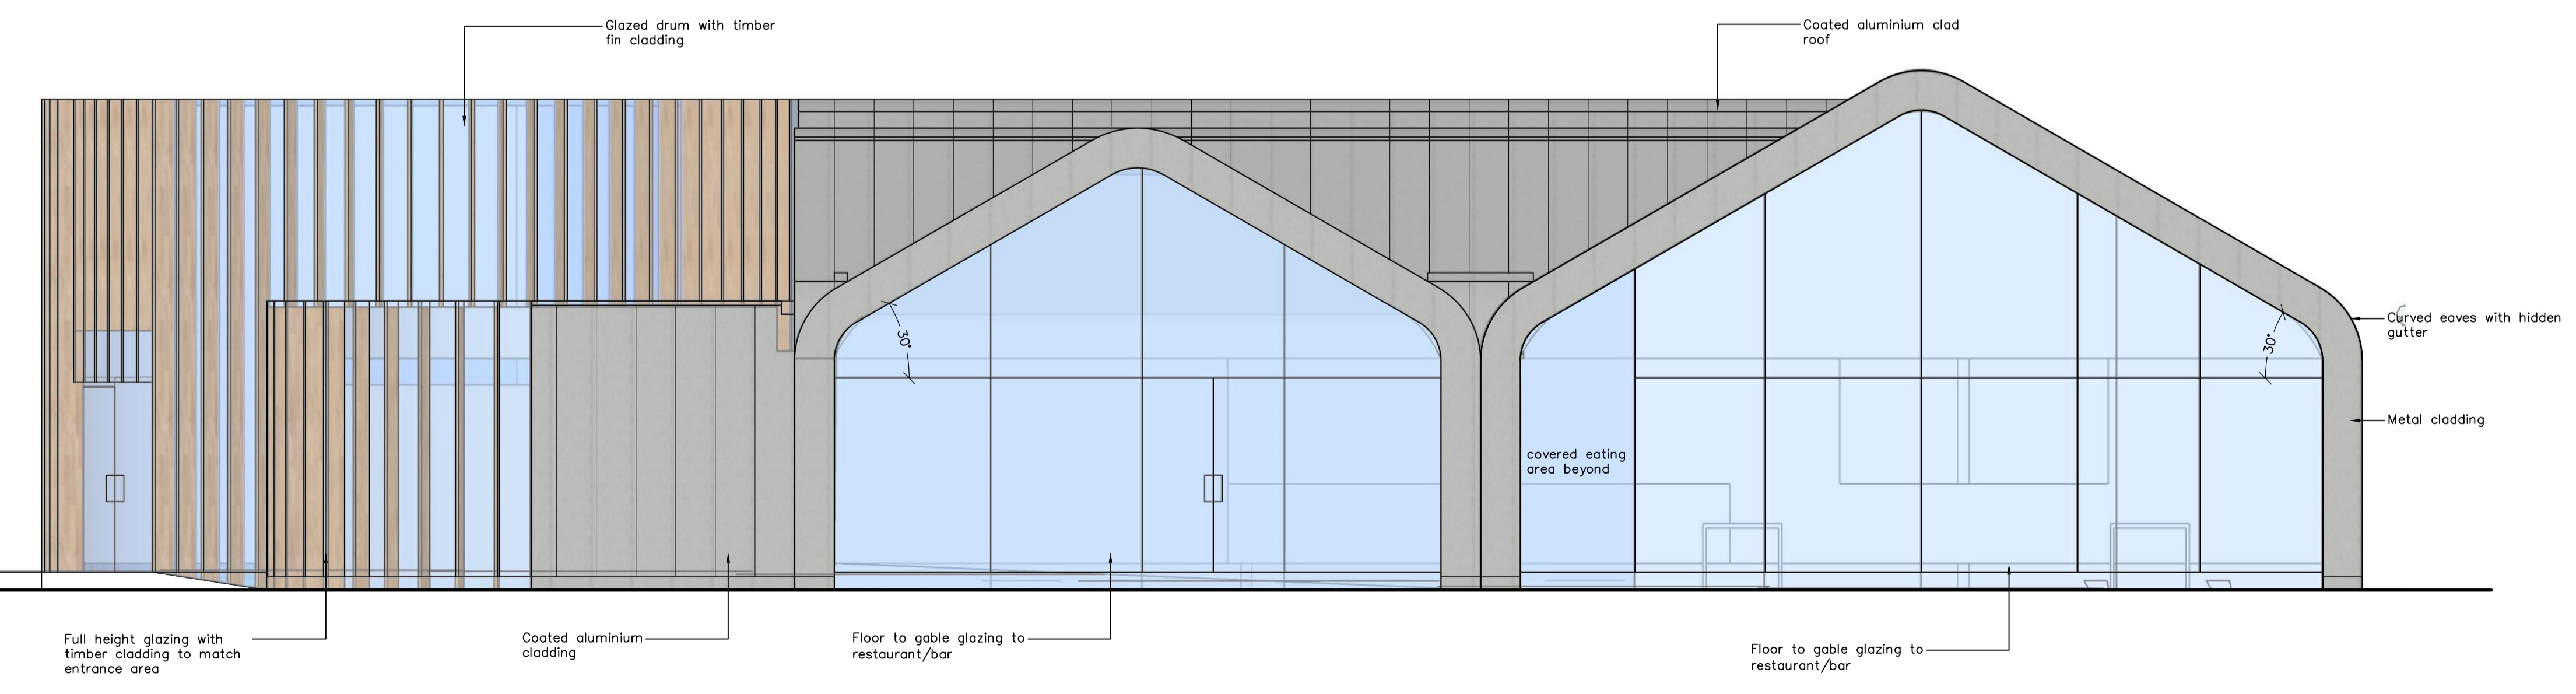 Glazed drum with timber
fin cladding
Coated aluminium clad
roof
30°
30°
Curved eaves with hidden
gutter
Metal cladding
covered eating
area beyond
Full height glazing with
timber cladding to match
entrance area
Coated aluminium
cladding
Floor to gable glazing to
restaurant/bar
Floor to gable glazing to
restaurant/bar